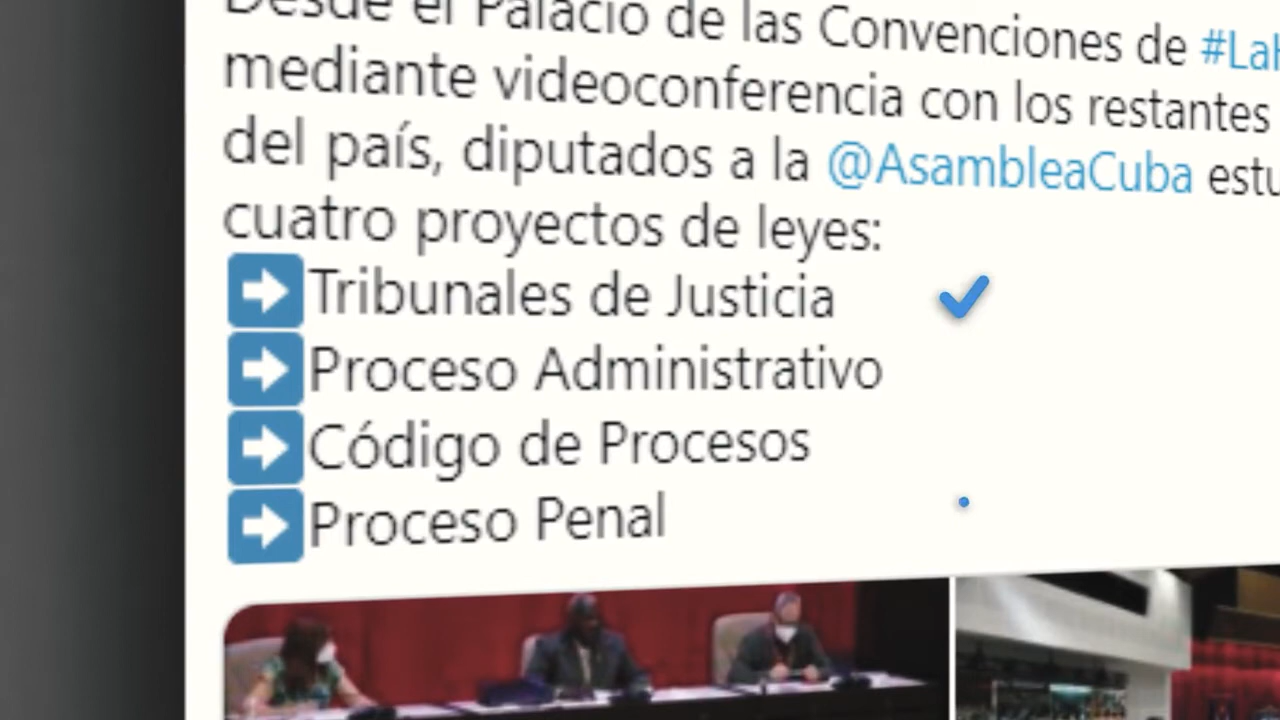 Desde el Palacio de las Convenciones de
mediante videoconferencia con los restantes
del país, diputados a la @AsambleaCuba
cuatro proyectos de leyes:
Tribunales de Justicia
Proceso Administrativo
Código de Procesos
Proceso Penal